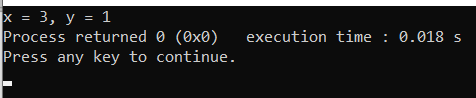 x = 3, y = 1
Process returned 0 (0x0)   execution time : 0.018 s
Press any key to continue.